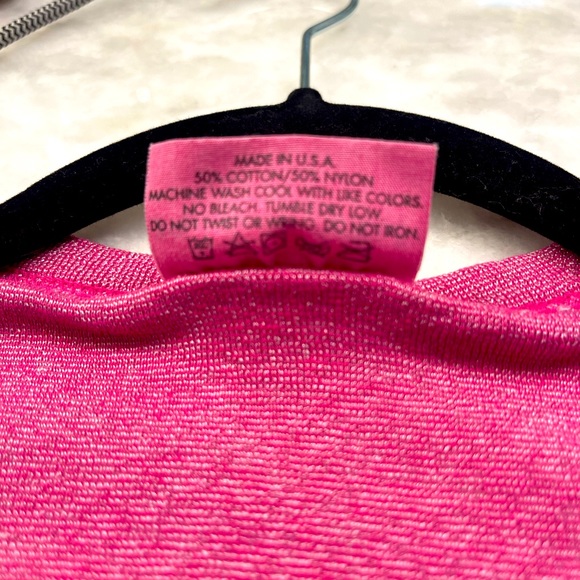 MADE IN U.S.A.
50% COTTON/50% NYLON
MACHINE WASH COOL WITH LIKE COLORS.
NO BLEACH. TUMBLE DRY LOW.
DO NOT TWIST OR WRING. DO NOT IRON.